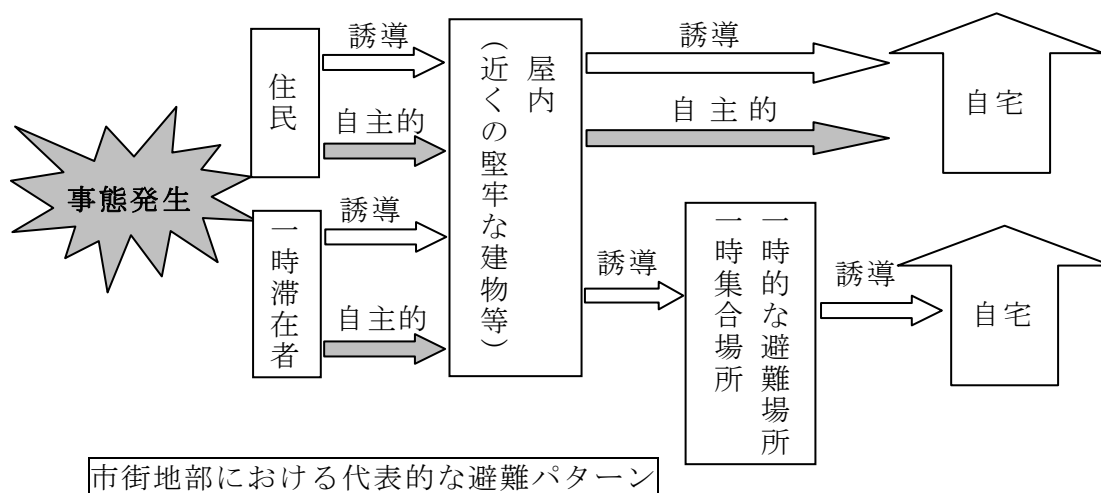 事態発生
住民
一時滞在者
誘導
自主的
誘導
自主的
屋内
(近くの堅牢な建物等)
誘導
自主的
自宅
誘導
一時的な避難場所
一時集合場所
誘導
自宅
市街地部における代表的な避難パターン